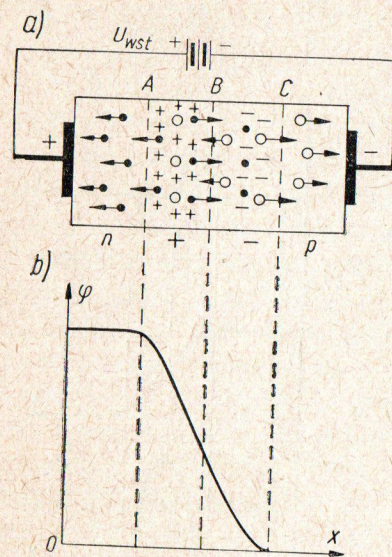 a)
U_wst + −
A B C
+ −
n + − p
b)
φ
0 x